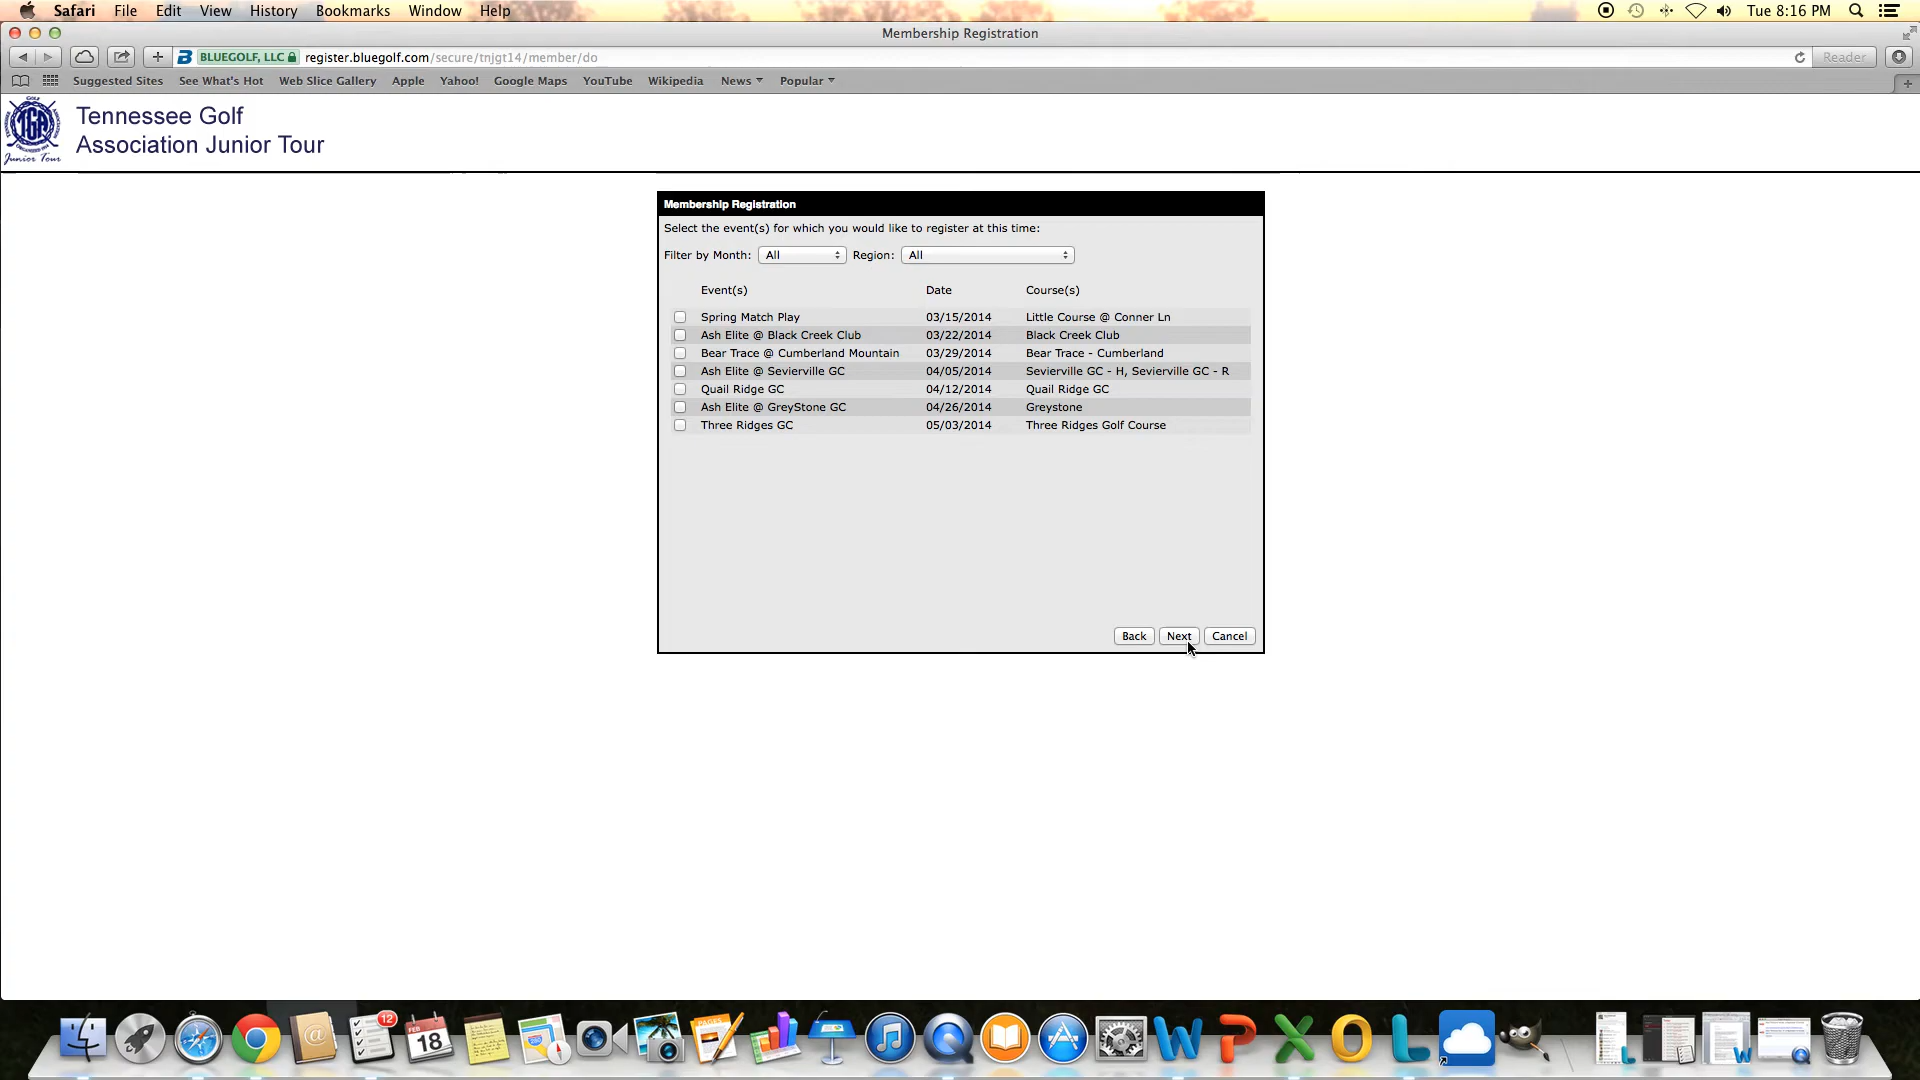 Safari File Edit View History Bookmarks Window Help Tue 8:16 PM
Membership Registration
BLUEGOLF, LLC register.bluegolf.com/secure/tnjgt14/member/do Reader
Suggested Sites See What's Hot Web Slice Gallery Apple Yahoo! Google Maps YouTube Wikipedia News Popular
TGA
Junior Tour
Tennessee Golf
Association Junior Tour
Membership Registration
Select the event(s) for which you would like to register at this time:
Filter by Month: All Region: All
Event(s) Date Course(s)
Spring Match Play 03/15/2014 Little Course @ Conner Ln
Ash Elite @ Black Creek Club 03/22/2014 Black Creek Club
Bear Trace @ Cumberland Mountain 03/29/2014 Bear Trace - Cumberland
Ash Elite @ Sevierville GC 04/05/2014 Sevierville GC - H, Sevierville GC - R
Quail Ridge GC 04/12/2014 Quail Ridge GC
Ash Elite @ GreyStone GC 04/26/2014 Greystone
Three Ridges GC 05/03/2014 Three Ridges Golf Course
Back Next Cancel
12
FEB
18
PAGES